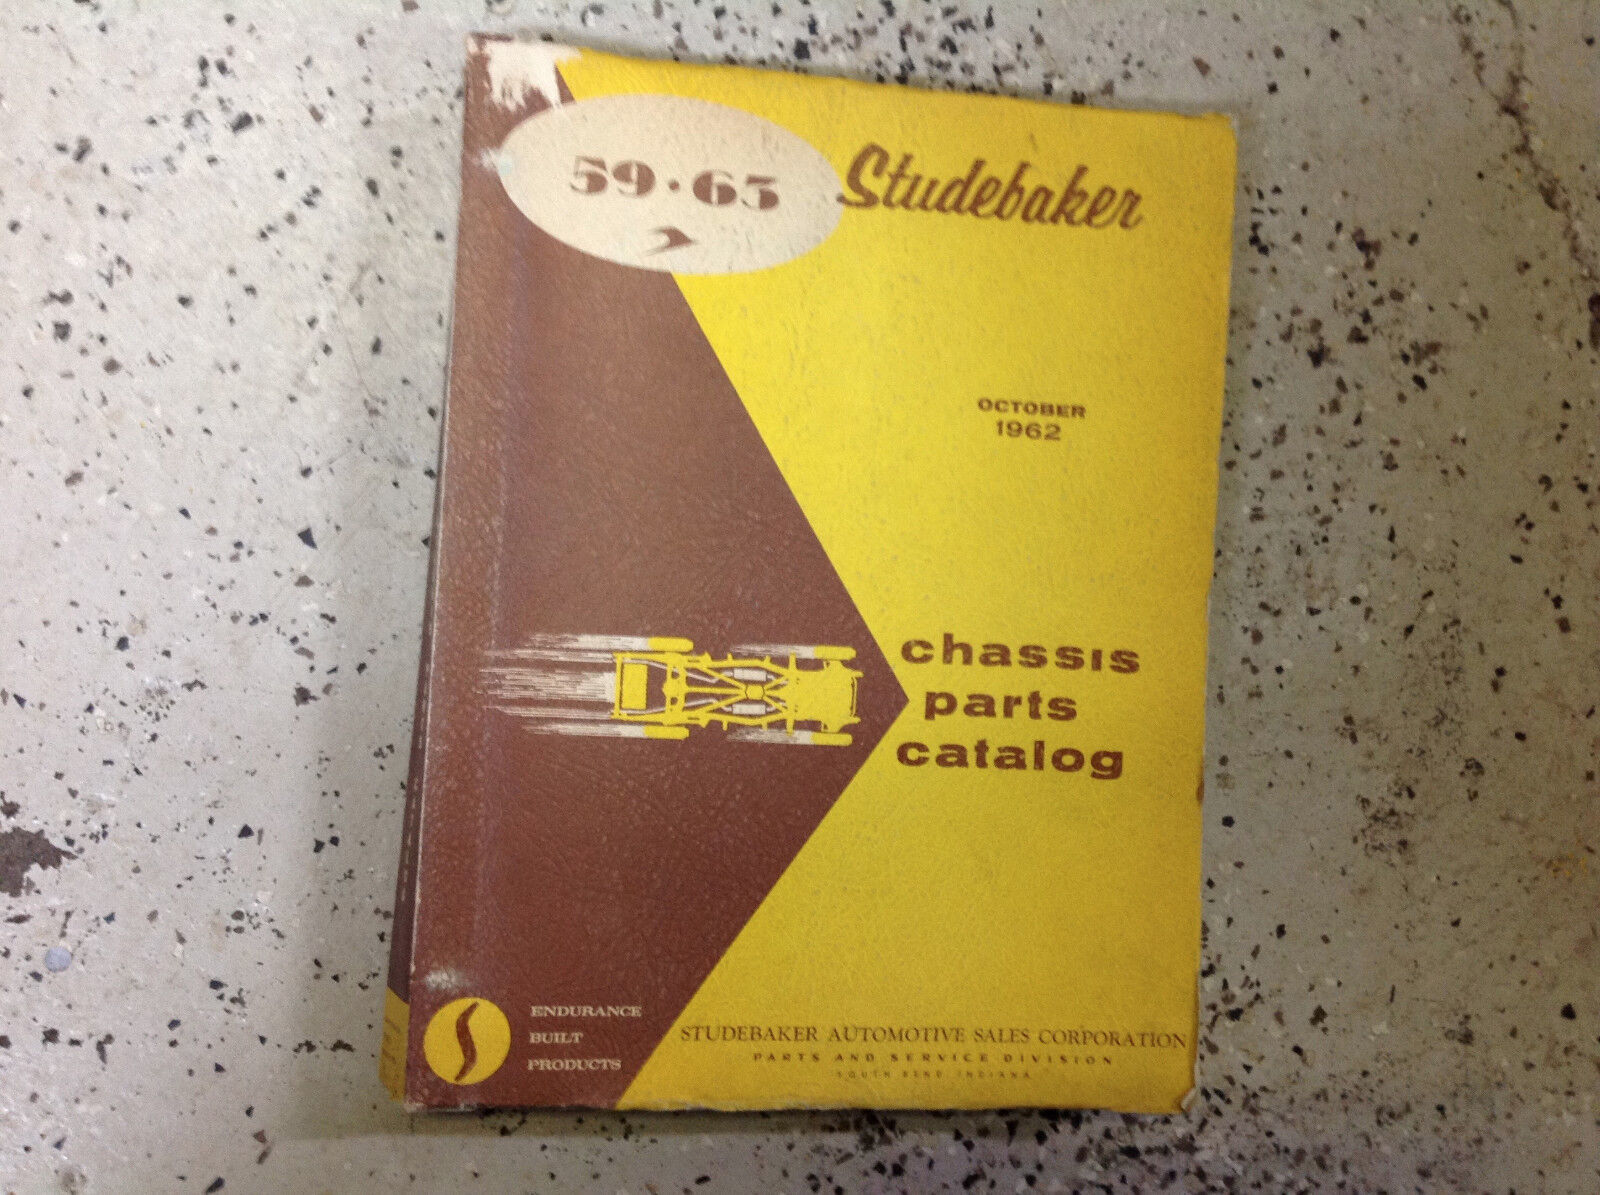 59·63 Studebaker
OCTOBER
1962
chassis
parts
catalog
ENDURANCE
BUILT
PRODUCTS
STUDEBAKER AUTOMOTIVE SALES CORPORATION
PARTS AND SERVICE DIVISION
SOUTH BEND, INDIANA